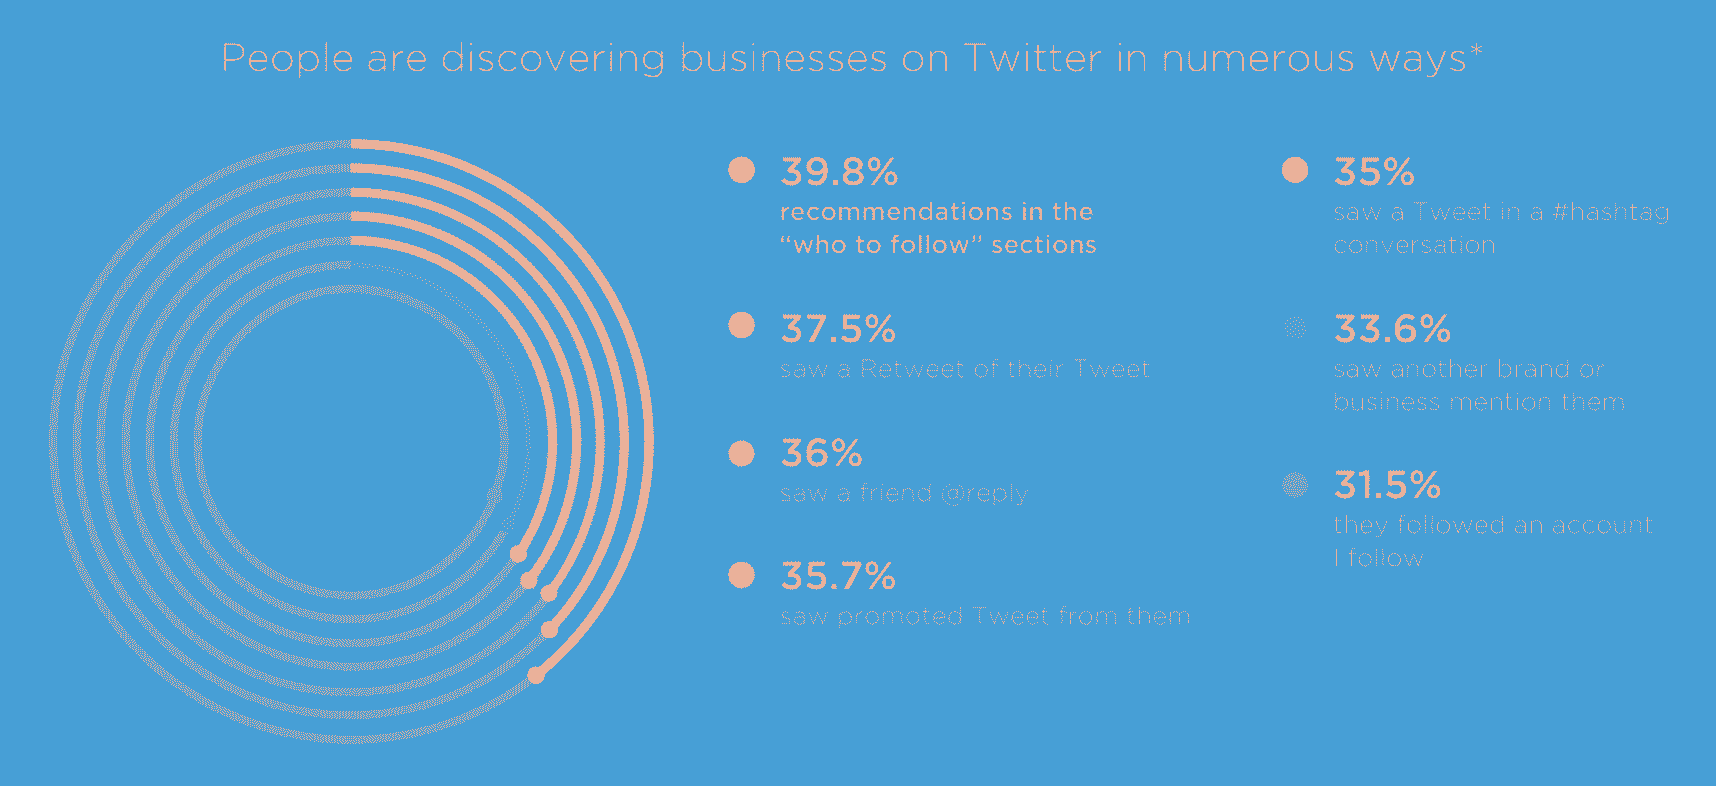 People are discovering businesses on Twitter in numerous ways*
39.8%
recommendations in the
“who to follow” sections
37.5%
saw a Retweet of their Tweet
36%
saw a friend @reply
35.7%
saw promoted Tweet from them
35%
saw a Tweet in a #hashtag
conversation
33.6%
saw another brand or
business mention them
31.5%
they followed an account
I follow